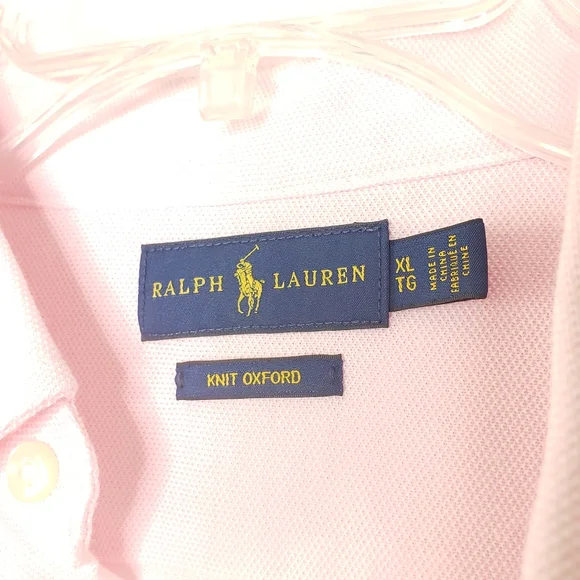 RALPH LAUREN
XL
TG
MADE IN
CHINA
FABRIQUÉ EN
CHINE
KNIT OXFORD